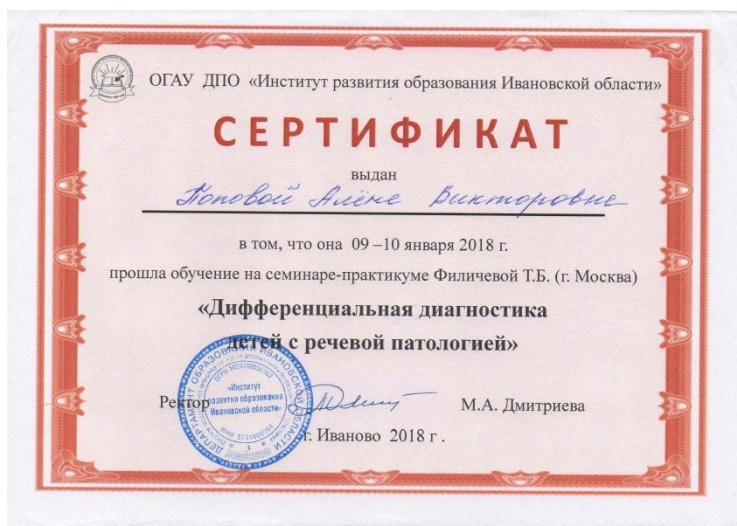 ОГАУ ДПО «Институт развития образования Ивановской области»
СЕРТИФИКАТ
выдан
Поповой Алёне Викторовне
в том, что она 09 –10 января 2018 г.
прошла обучение на семинаре-практикуме Филичевой Т.Б. (г. Москва)
«Дифференциальная диагностика
детей с речевой патологией»
«Институт
развития образования
Ивановской области»
Ректор
М.А. Дмитриева
г. Иваново 2018 г .